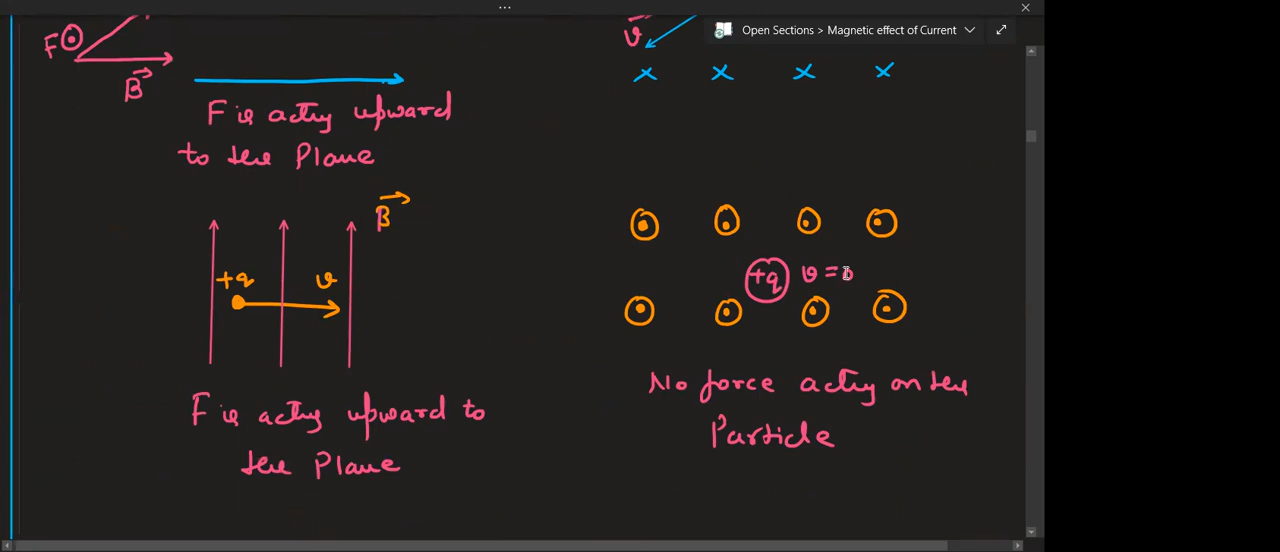 Open Sections > Magnetic effect of Current
F
B
v
x x x x
F is acting upward
to the Plane
B
+q v
+q v = 0
F is acting upward to
the Plane
No force acting on the
Particle